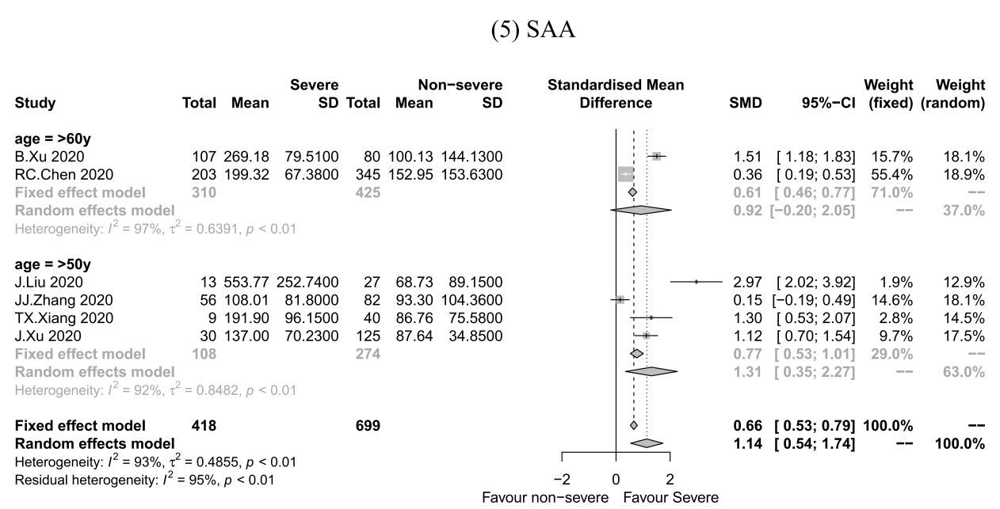 (5) SAA
Severe Non−severe Standardised Mean Weight Weight
Study Total Mean SD Total Mean SD Difference SMD 95%−CI (fixed) (random)
age = >60y
B.Xu 2020 107 269.18 79.5100 80 100.13 144.1300 1.51 [ 1.18; 1.83] 15.7% 18.1%
RC.Chen 2020 203 199.32 67.3800 345 152.95 153.6300 0.36 [ 0.19; 0.53] 55.4% 18.9%
Fixed effect model 310 425 0.61 [ 0.46; 0.77] 71.0% −−
Random effects model 0.92 [−0.20; 2.05] −− 37.0%
Heterogeneity: I² = 97%, τ² = 0.6391, p < 0.01
age = >50y
J.Liu 2020 13 553.77 252.7400 27 68.73 89.1500 2.97 [ 2.02; 3.92] 1.9% 12.9%
JJ.Zhang 2020 56 108.01 81.8000 82 93.30 104.3600 0.15 [−0.19; 0.49] 14.6% 18.1%
TX.Xiang 2020 9 191.90 96.1500 40 86.76 75.5800 1.30 [ 0.53; 2.07] 2.8% 14.5%
J.Xu 2020 30 137.00 70.2300 125 87.64 34.8500 1.12 [ 0.70; 1.54] 9.7% 17.5%
Fixed effect model 108 274 0.77 [ 0.53; 1.01] 29.0% −−
Random effects model 1.31 [ 0.35; 2.27] −− 63.0%
Heterogeneity: I² = 92%, τ² = 0.8482, p < 0.01
Fixed effect model 418 699 0.66 [ 0.53; 0.79] 100.0% −−
Random effects model 1.14 [ 0.54; 1.74] −− 100.0%
Heterogeneity: I² = 93%, τ² = 0.4855, p < 0.01
Residual heterogeneity: I² = 95%, p < 0.01
−2 0 2
Favour non−severe Favour Severe